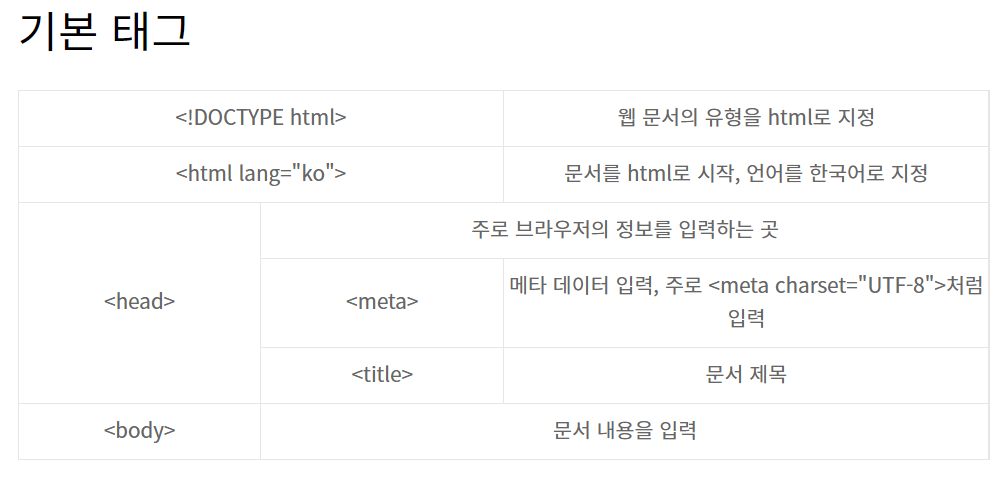 기본 태그
<!DOCTYPE html>
웹 문서의 유형을 html로 지정
<html lang="ko">
문서를 html로 시작, 언어를 한국어로 지정
<head>
주로 브라우저의 정보를 입력하는 곳
<meta>
메타 데이터 입력, 주로 <meta charset="UTF-8">처럼
입력
<title>
문서 제목
<body>
문서 내용을 입력